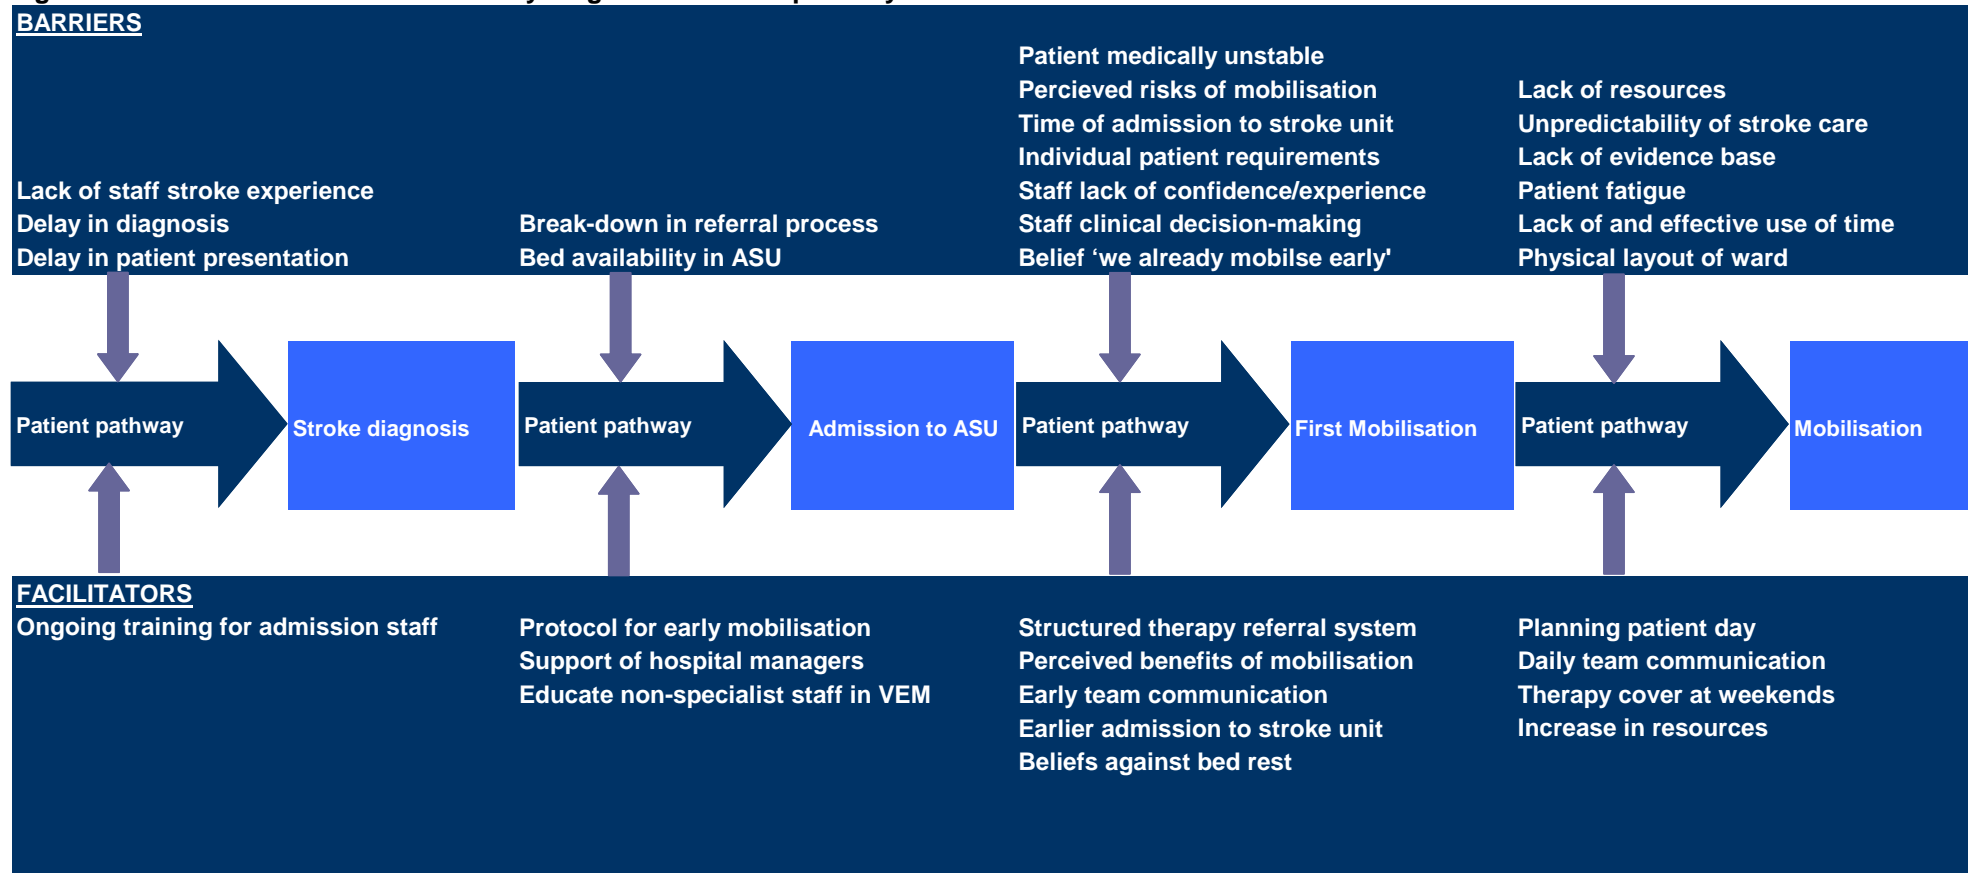 BARRIERS
Lack of staff stroke experience
Delay in diagnosis
Delay in patient presentation
Break-down in referral process
Bed availability in ASU
Patient medically unstable
Percieved risks of mobilisation
Time of admission to stroke unit
Individual patient requirements
Staff lack of confidence/experience
Staff clinical decision-making
Belief ‘we already mobilse early'
Lack of resources
Unpredictability of stroke care
Lack of evidence base
Patient fatigue
Lack of and effective use of time
Physical layout of ward
Patient pathway
Stroke diagnosis
Patient pathway
Admission to ASU
Patient pathway
First Mobilisation
Patient pathway
Mobilisation
FACILITATORS
Ongoing training for admission staff
Protocol for early mobilisation
Support of hospital managers
Educate non-specialist staff in VEM
Structured therapy referral system
Perceived benefits of mobilisation
Early team communication
Earlier admission to stroke unit
Beliefs against bed rest
Planning patient day
Daily team communication
Therapy cover at weekends
Increase in resources